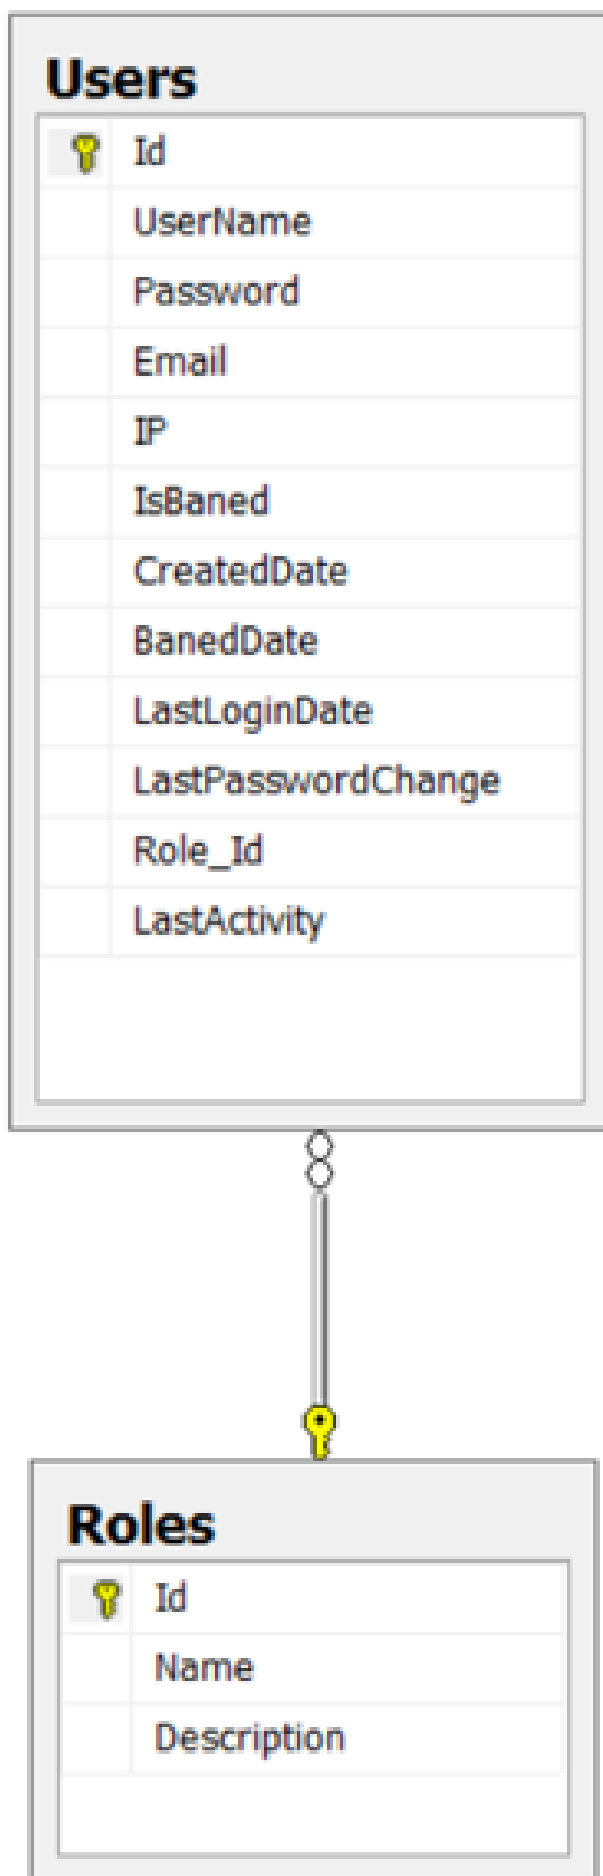 Users
Id
UserName
Password
Email
IP
IsBaned
CreatedDate
BanedDate
LastLoginDate
LastPasswordChange
Role_Id
LastActivity
Roles
Id
Name
Description